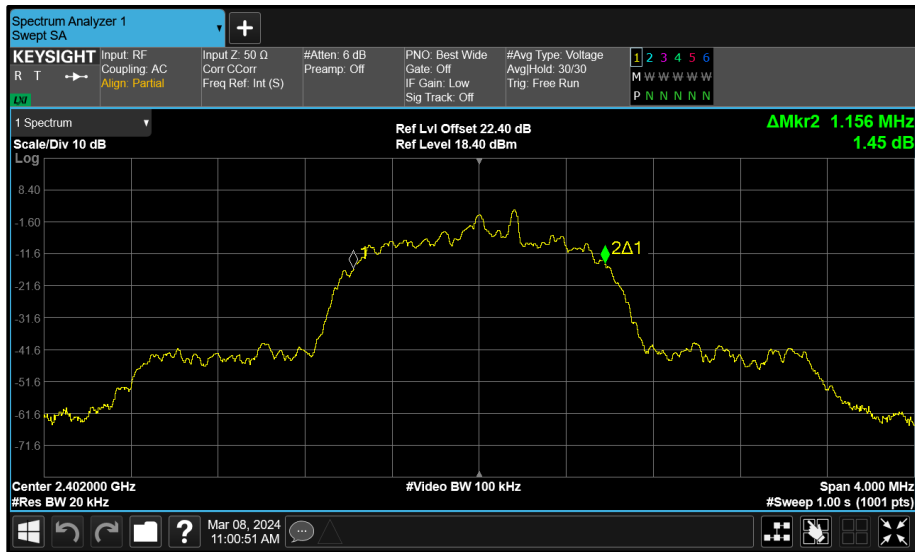 Spectrum Analyzer 1
Swept SA
KEYSIGHT
R T
LXI
Input: RF
Coupling: AC
Align: Partial
Input Z: 50 Ω
Corr CCorr
Freq Ref: Int (S)
#Atten: 6 dB
Preamp: Off
PNO: Best Wide
Gate: Off
IF Gain: Low
Sig Track: Off
#Avg Type: Voltage
Avg|Hold: 30/30
Trig: Free Run
1 2 3 4 5 6
M W W W W W
P N N N N N
1 Spectrum
Scale/Div 10 dB
Ref Lvl Offset 22.40 dB
Ref Level 18.40 dBm
ΔMkr2 1.156 MHz
1.45 dB
Log
8.40
-1.60
-11.6
-21.6
-31.6
-41.6
-51.6
-61.6
-71.6
1
2Δ1
Center 2.402000 GHz
#Res BW 20 kHz
#Video BW 100 kHz
Span 4.000 MHz
#Sweep 1.00 s (1001 pts)
?
Mar 08, 2024
11:00:51 AM